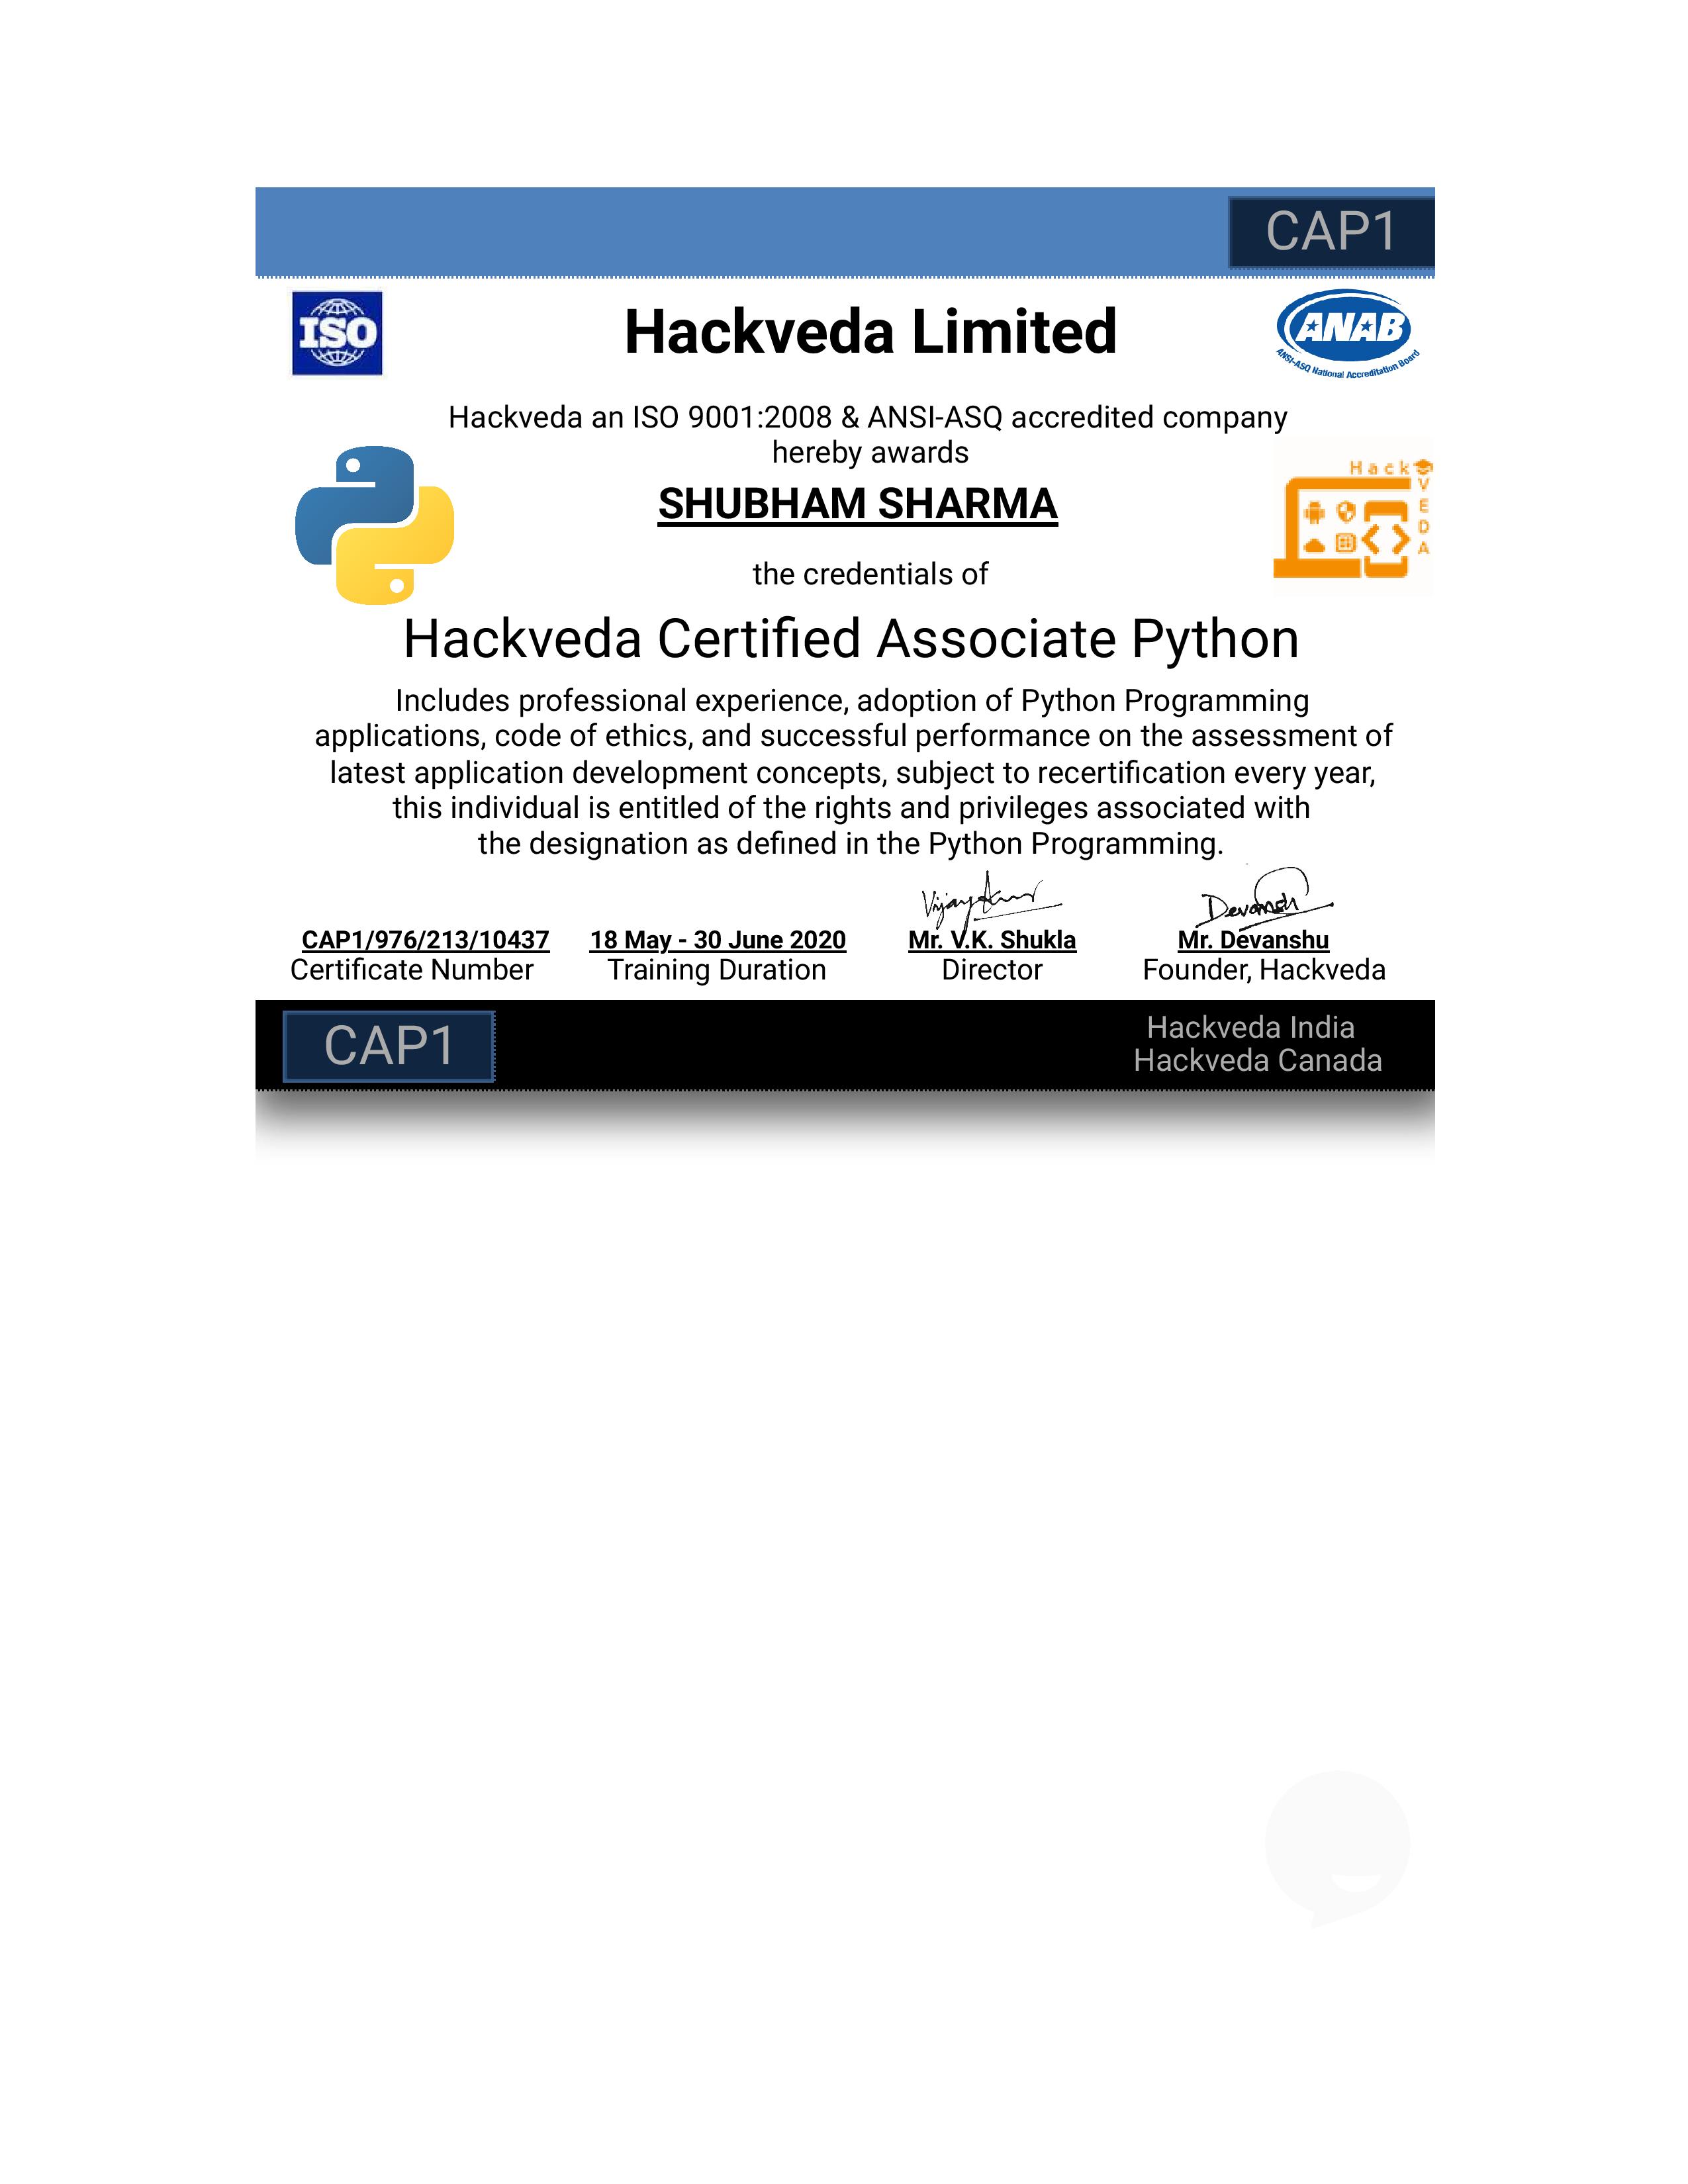 CAP1
ISO
Hackveda Limited
ANAB
ANSI-ASQ National Accreditation Board
Hackveda an ISO 9001:2008 & ANSI-ASQ accredited company
hereby awards
Hack
VEDA
SHUBHAM SHARMA
the credentials of
Hackveda Certified Associate Python
Includes professional experience, adoption of Python Programming
applications, code of ethics, and successful performance on the assessment of
latest application development concepts, subject to recertification every year,
this individual is entitled of the rights and privileges associated with
the designation as defined in the Python Programming.
Devansh
CAP1/976/213/10437 18 May - 30 June 2020 Mr. V.K. Shukla Mr. Devanshu
Certificate Number Training Duration Director Founder, Hackveda
CAP1
Hackveda India
Hackveda Canada